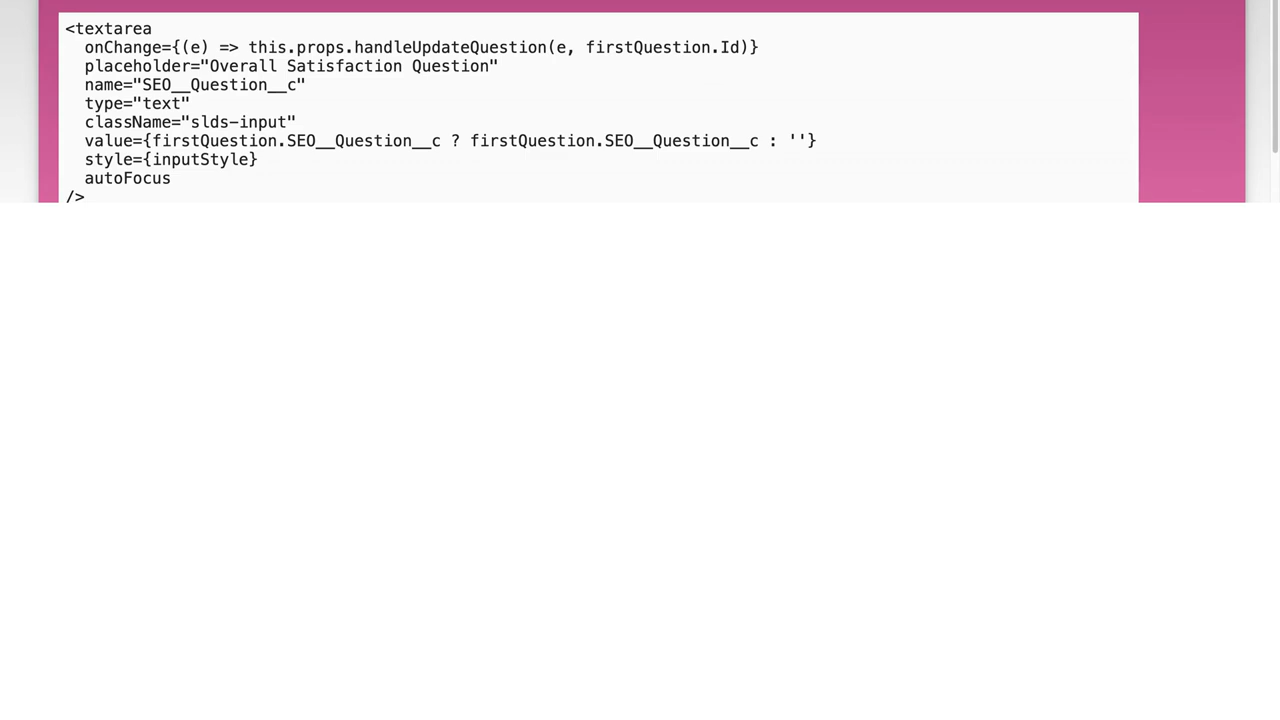 <textarea
onChange={(e) => this.props.handleUpdateQuestion(e, firstQuestion.Id)}
placeholder="Overall Satisfaction Question"
name="SEO__Question__c"
type="text"
className="slds-input"
value={firstQuestion.SEO__Question__c ? firstQuestion.SEO__Question__c : ''}
style={inputStyle}
autoFocus
/>